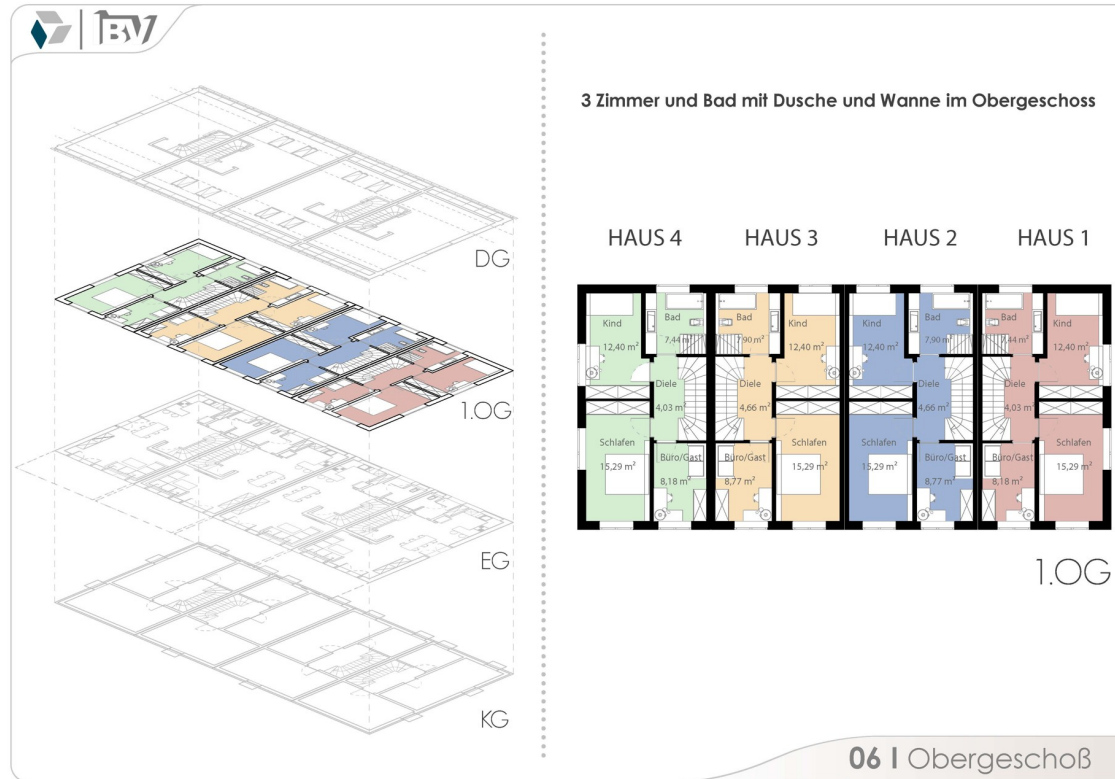 IBV
DG
1.OG
EG
KG
3 Zimmer und Bad mit Dusche und Wanne im Obergeschoss
HAUS 4
HAUS 3
HAUS 2
HAUS 1
Kind
12,40 m²
Bad
7,44 m²
Diele
4,03 m²
Schlafen
15,29 m²
Büro/Gast
8,18 m²
Bad
7,90 m²
Kind
12,40 m²
Diele
4,66 m²
Büro/Gast
8,77 m²
Schlafen
15,29 m²
Kind
12,40 m²
Bad
7,90 m²
Diele
4,66 m²
Schlafen
15,29 m²
Büro/Gast
8,77 m²
Bad
7,44 m²
Kind
12,40 m²
Diele
4,03 m²
Büro/Gast
8,18 m²
Schlafen
15,29 m²
1.OG
06 I Obergeschoß